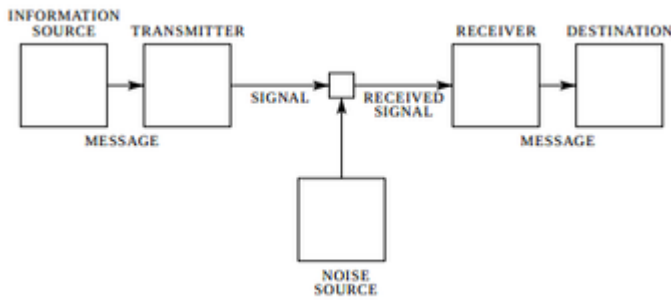 INFORMATION
SOURCE
TRANSMITTER
RECEIVER
DESTINATION
SIGNAL
RECEIVED
SIGNAL
MESSAGE
MESSAGE
NOISE
SOURCE